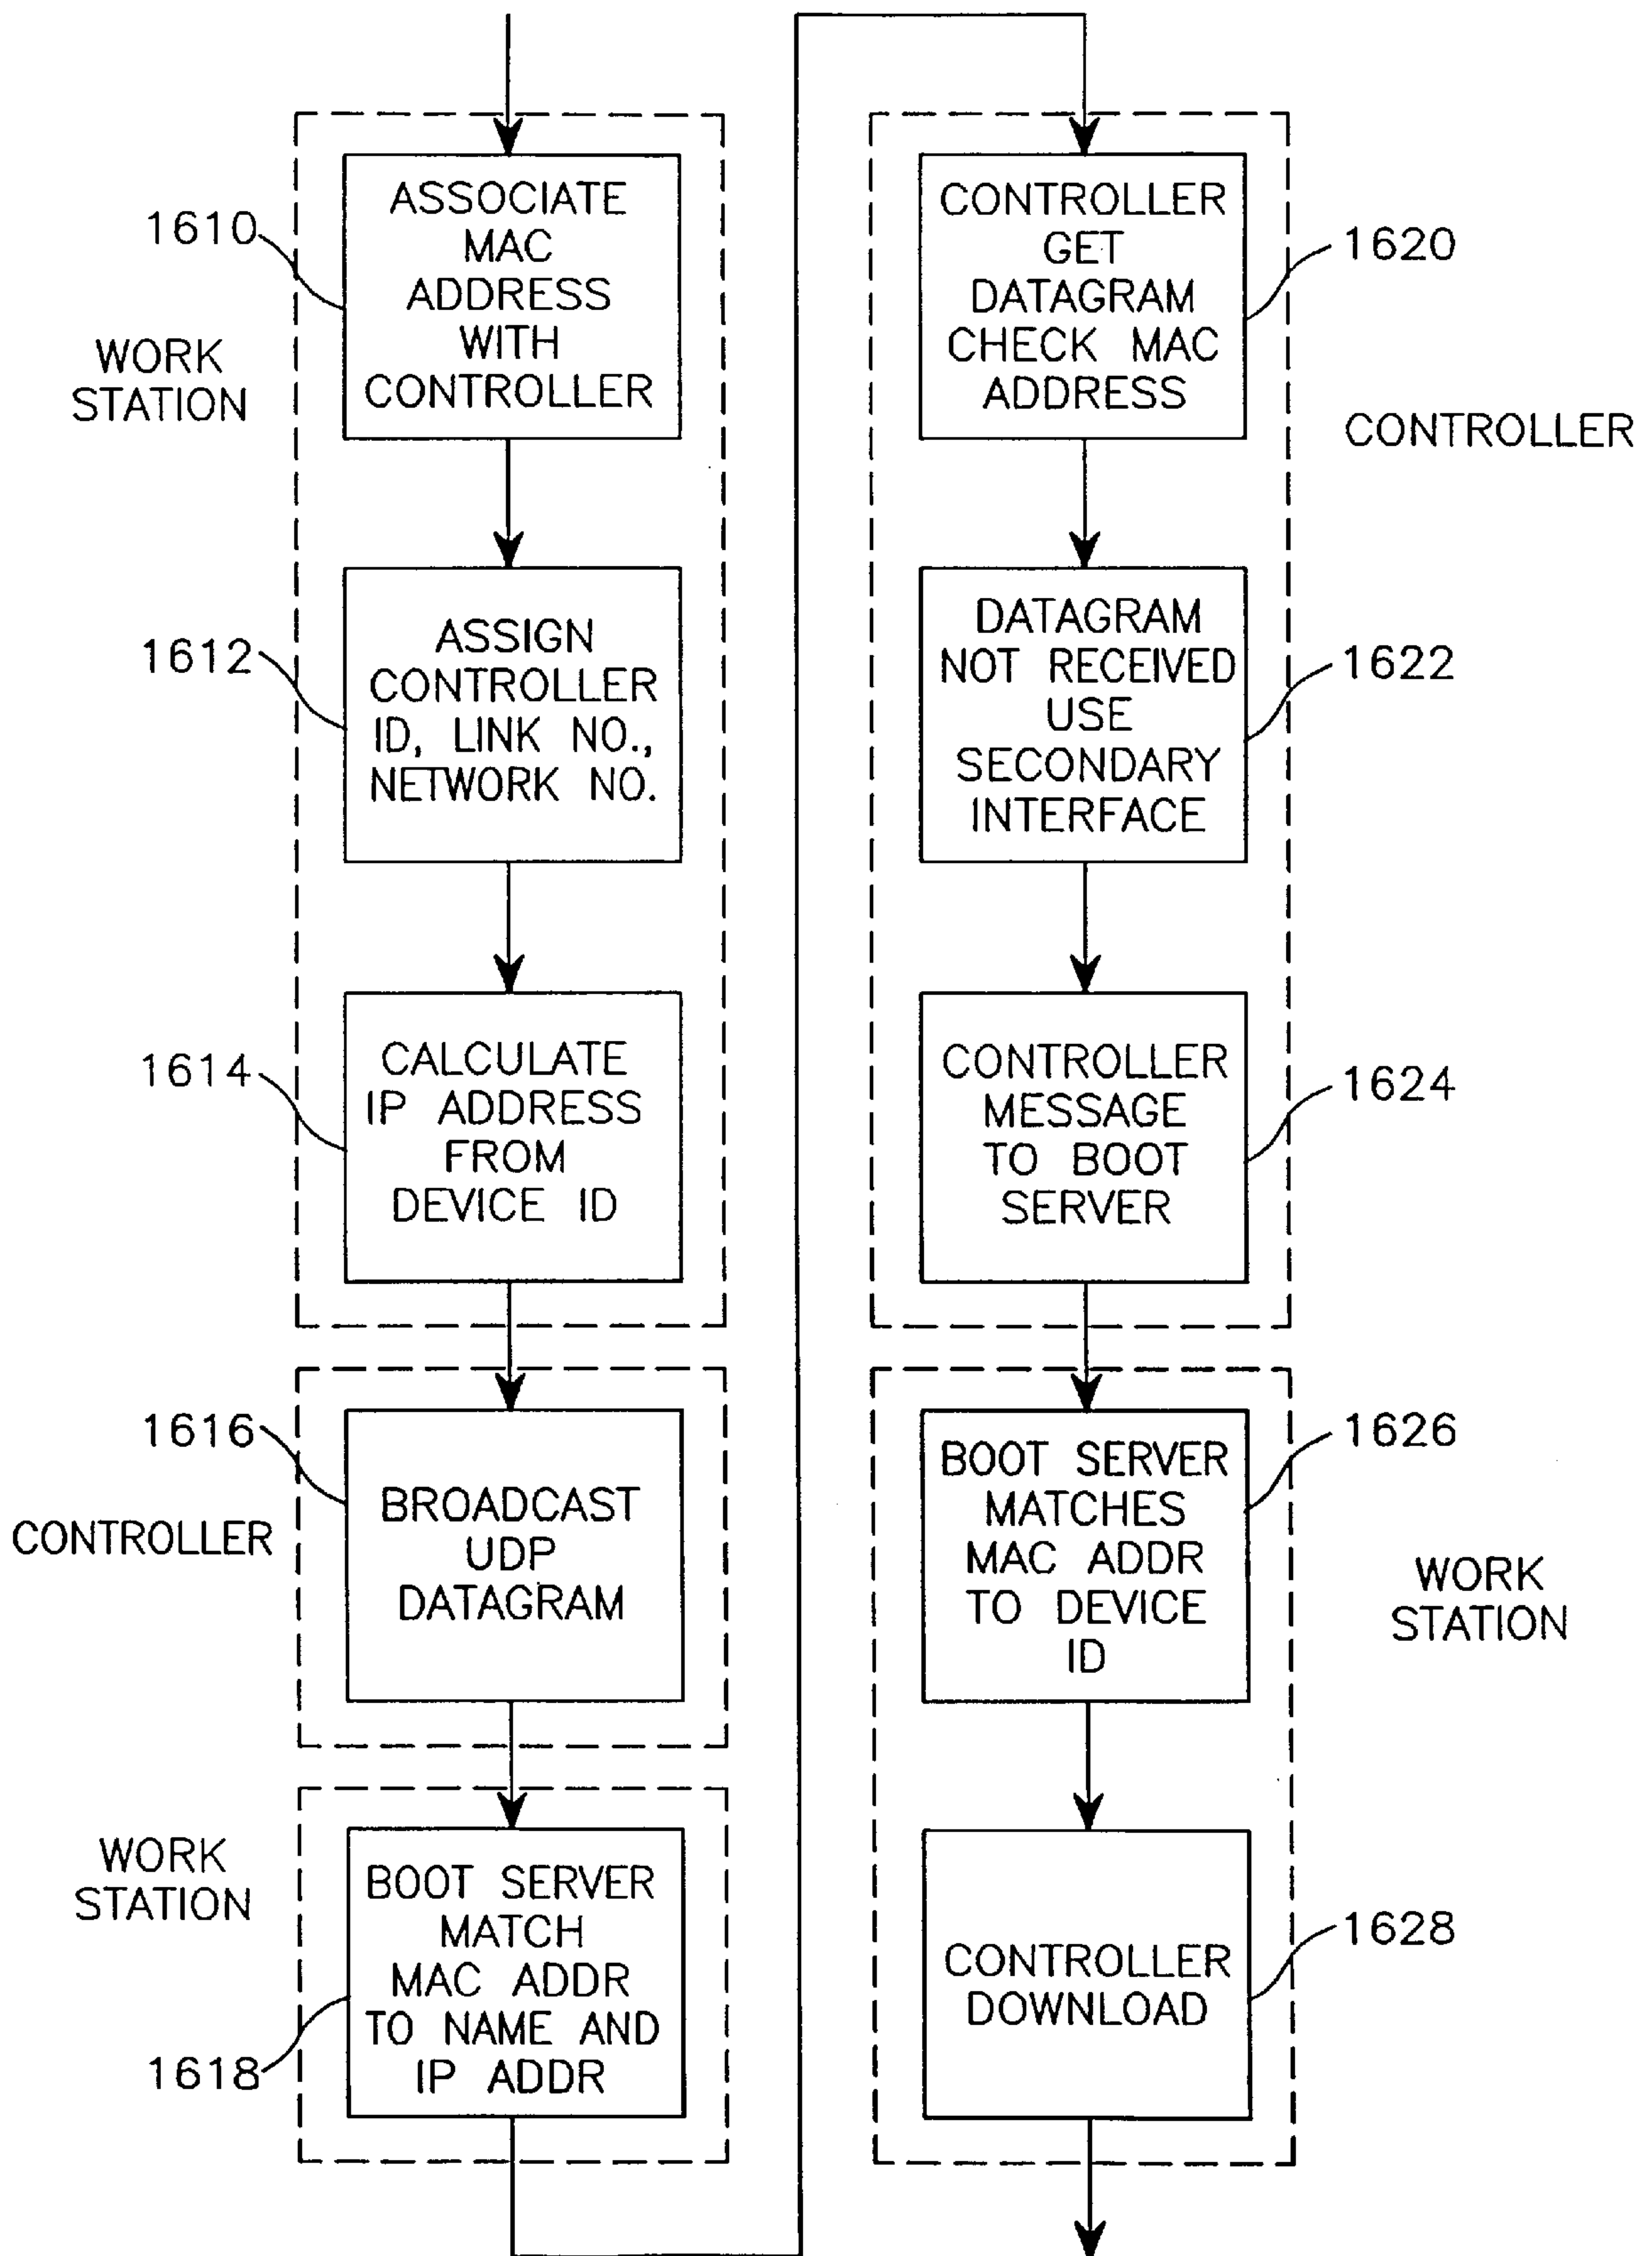 WORK
STATION
1610
ASSOCIATE
MAC
ADDRESS
WITH
CONTROLLER
1612
ASSIGN
CONTROLLER
ID, LINK NO.,
NETWORK NO.
1614
CALCULATE
IP ADDRESS
FROM
DEVICE ID
CONTROLLER
1616
BROADCAST
UDP
DATAGRAM
WORK
STATION
1618
BOOT SERVER
MATCH
MAC ADDR
TO NAME AND
IP ADDR
CONTROLLER
GET
DATAGRAM
CHECK MAC
ADDRESS
1620
CONTROLLER
DATAGRAM
NOT RECEIVED
USE
SECONDARY
INTERFACE
1622
CONTROLLER
MESSAGE
TO BOOT
SERVER
1624
BOOT SERVER
MATCHES
MAC ADDR
TO DEVICE
ID
1626
WORK
STATION
CONTROLLER
DOWNLOAD
1628